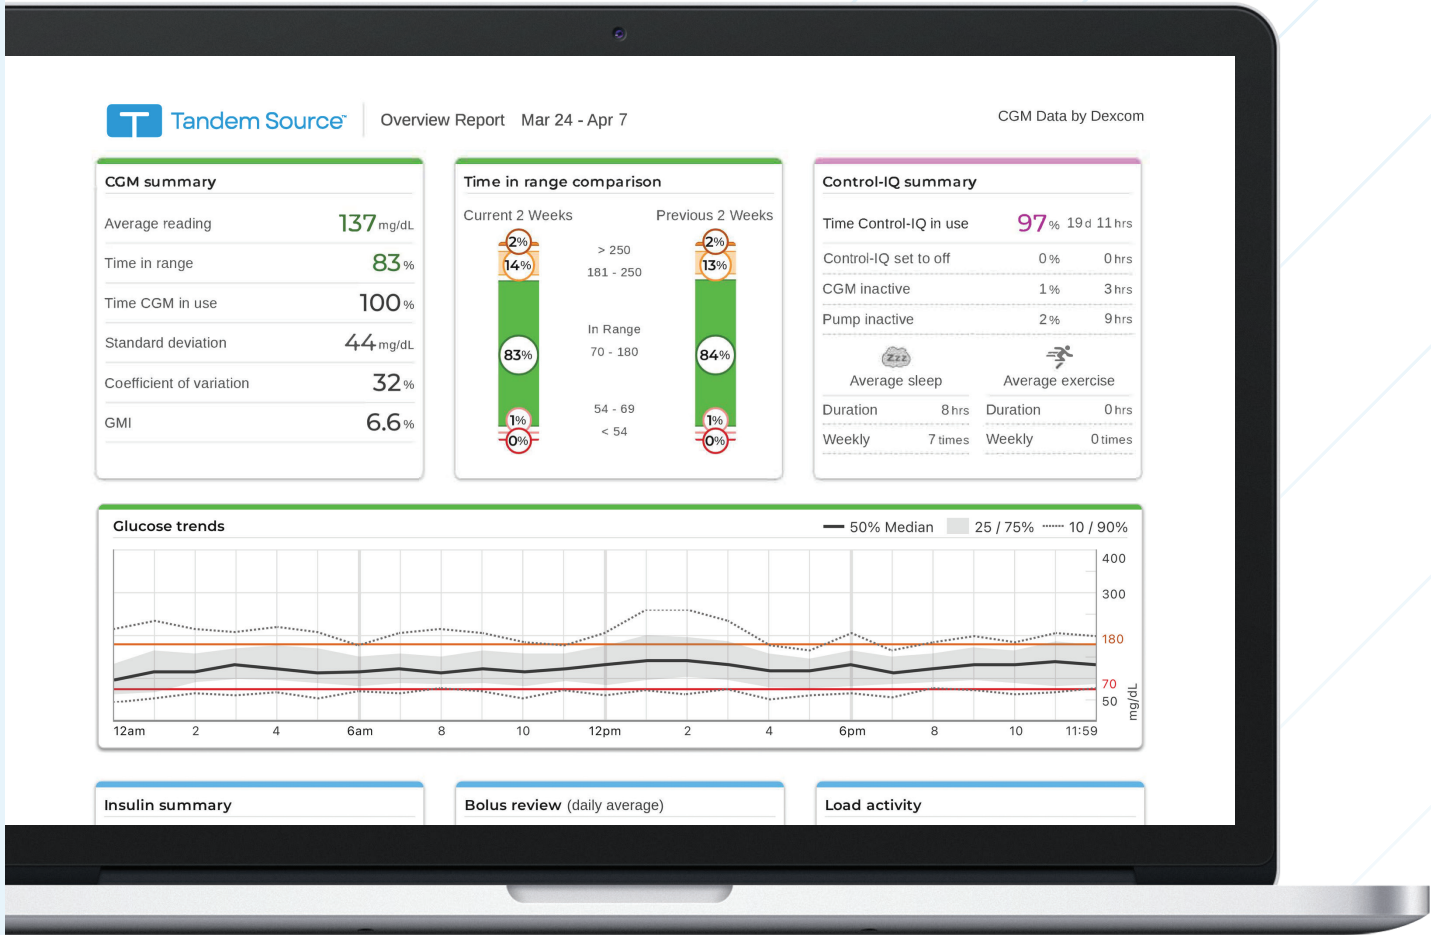 T Tandem Source™ Overview Report Mar 24 - Apr 7
CGM Data by Dexcom
CGM summary
Average reading 137 mg/dL
Time in range 83 %
Time CGM in use 100 %
Standard deviation 44 mg/dL
Coefficient of variation 32 %
GMI 6.6 %
Time in range comparison
Current 2 Weeks Previous 2 Weeks
2% > 250 2%
14% 181 - 250 13%
In Range
83% 70 - 180 84%
1% 54 - 69 1%
0% < 54 0%
Control-IQ summary
Time Control-IQ in use 97 % 19 d 11 hrs
Control-IQ set to off 0 % 0 hrs
CGM inactive 1 % 3 hrs
Pump inactive 2 % 9 hrs
Zzz
Average sleep Average exercise
Duration 8 hrs Duration 0 hrs
Weekly 7 times Weekly 0 times
Glucose trends
50% Median 25 / 75% 10 / 90%
400
300
180
70
50
mg/dL
12am 2 4 6am 8 10 12pm 2 4 6pm 8 10 11:59
Insulin summary
Bolus review (daily average)
Load activity